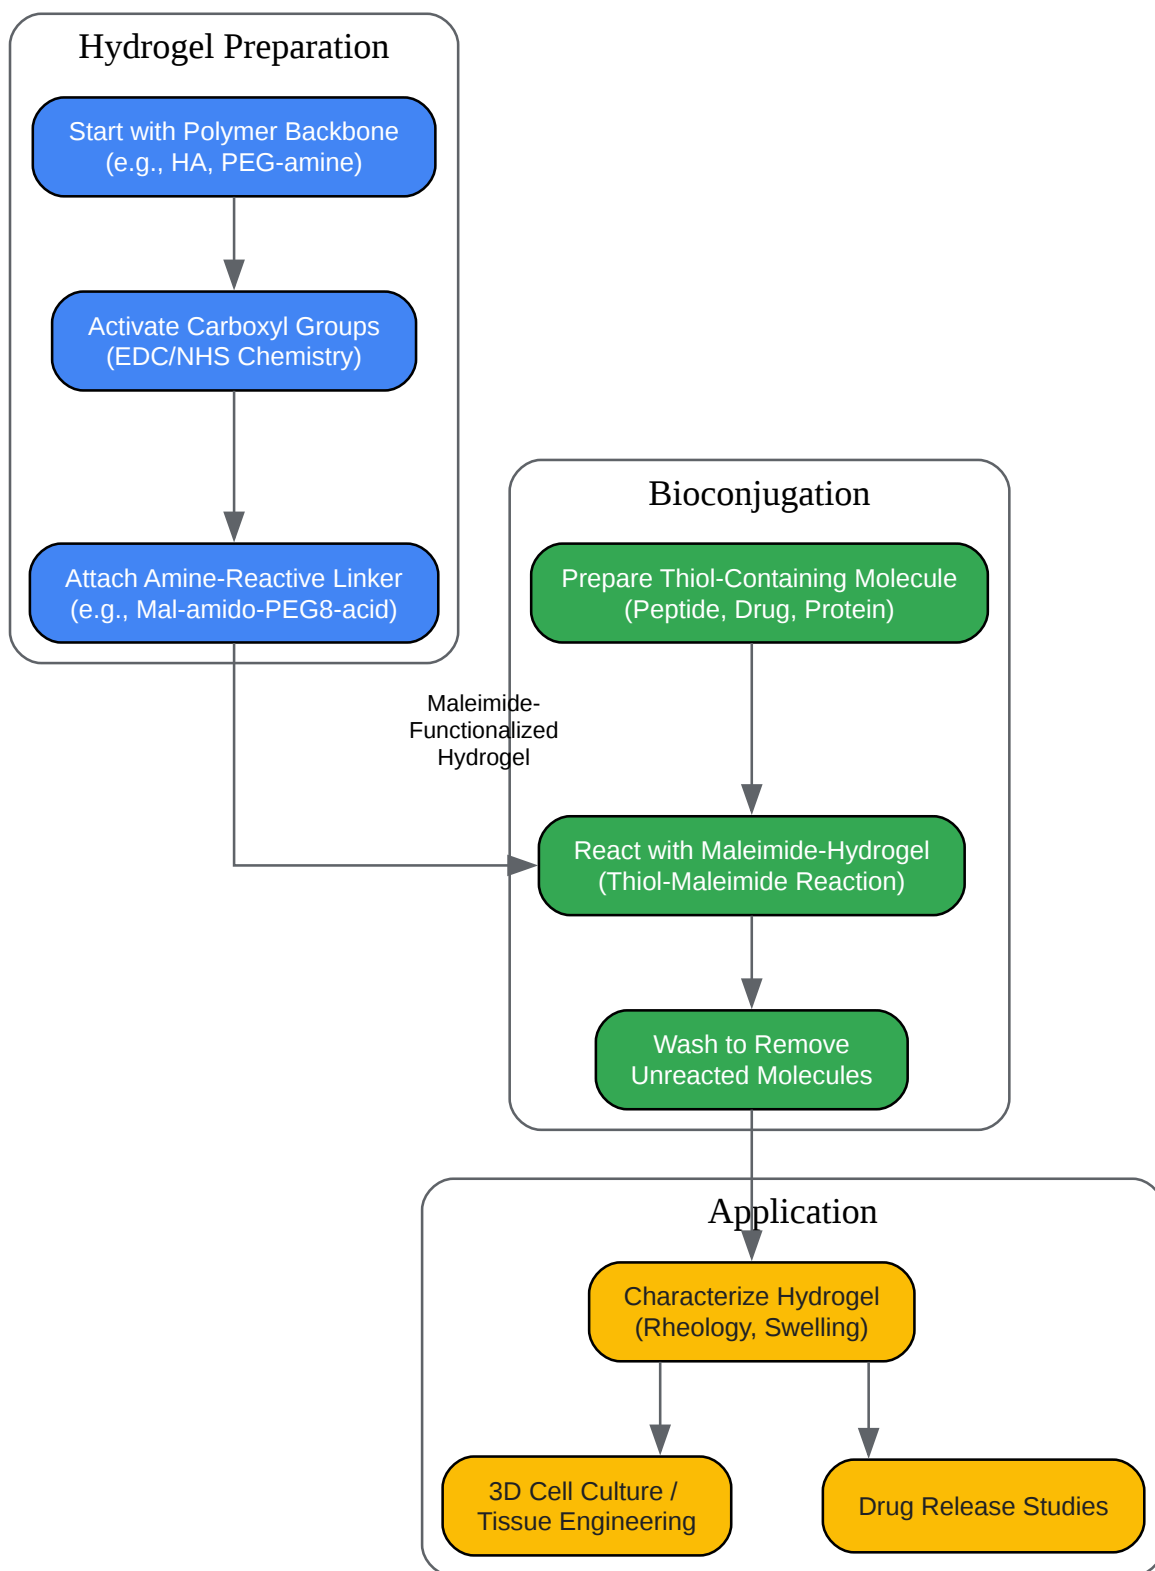 Hydrogel Preparation
Start with Polymer Backbone
(e.g., HA, PEG-amine)
Activate Carboxyl Groups
(EDC/NHS Chemistry)
Attach Amine-Reactive Linker
(e.g., Mal-amido-PEG8-acid)
Maleimide-
Functionalized
Hydrogel
Bioconjugation
Prepare Thiol-Containing Molecule
(Peptide, Drug, Protein)
React with Maleimide-Hydrogel
(Thiol-Maleimide Reaction)
Wash to Remove
Unreacted Molecules
Application
Characterize Hydrogel
(Rheology, Swelling)
3D Cell Culture /
Tissue Engineering
Drug Release Studies